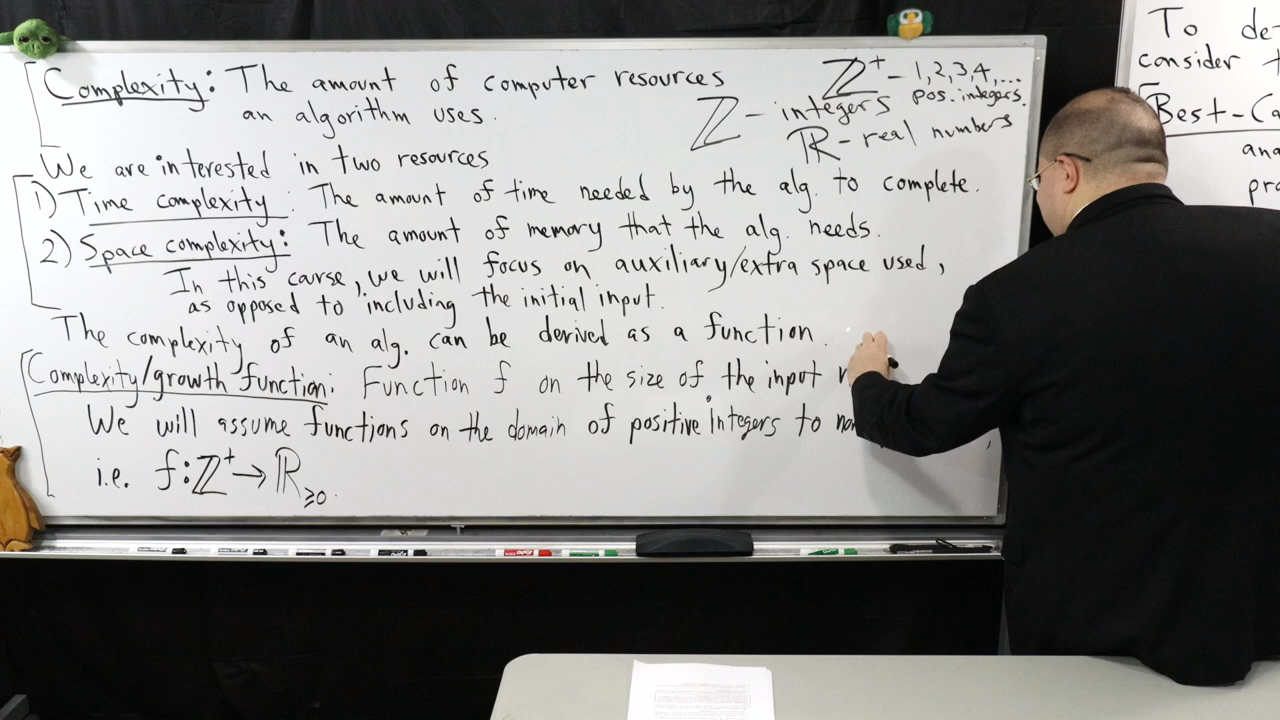 Complexity: The amount of computer resources
an algorithm uses.
ℤ⁺ - 1,2,3,4,...
pos. integers.
ℤ - integers
ℝ - real numbers
We are interested in two resources
1) Time complexity: The amount of time needed by the alg. to complete.
2) Space complexity: The amount of memory that the alg. needs.
In this course, we will focus on auxiliary/extra space used,
as opposed to including the initial input.
The complexity of an alg. can be derived as a function.
Complexity/growth function: Function f on the size of the input
We will assume functions on the domain of positive integers to
i.e. f: ℤ⁺ → ℝ≥0.
To de-
consider
Best-Ca
ana
pro